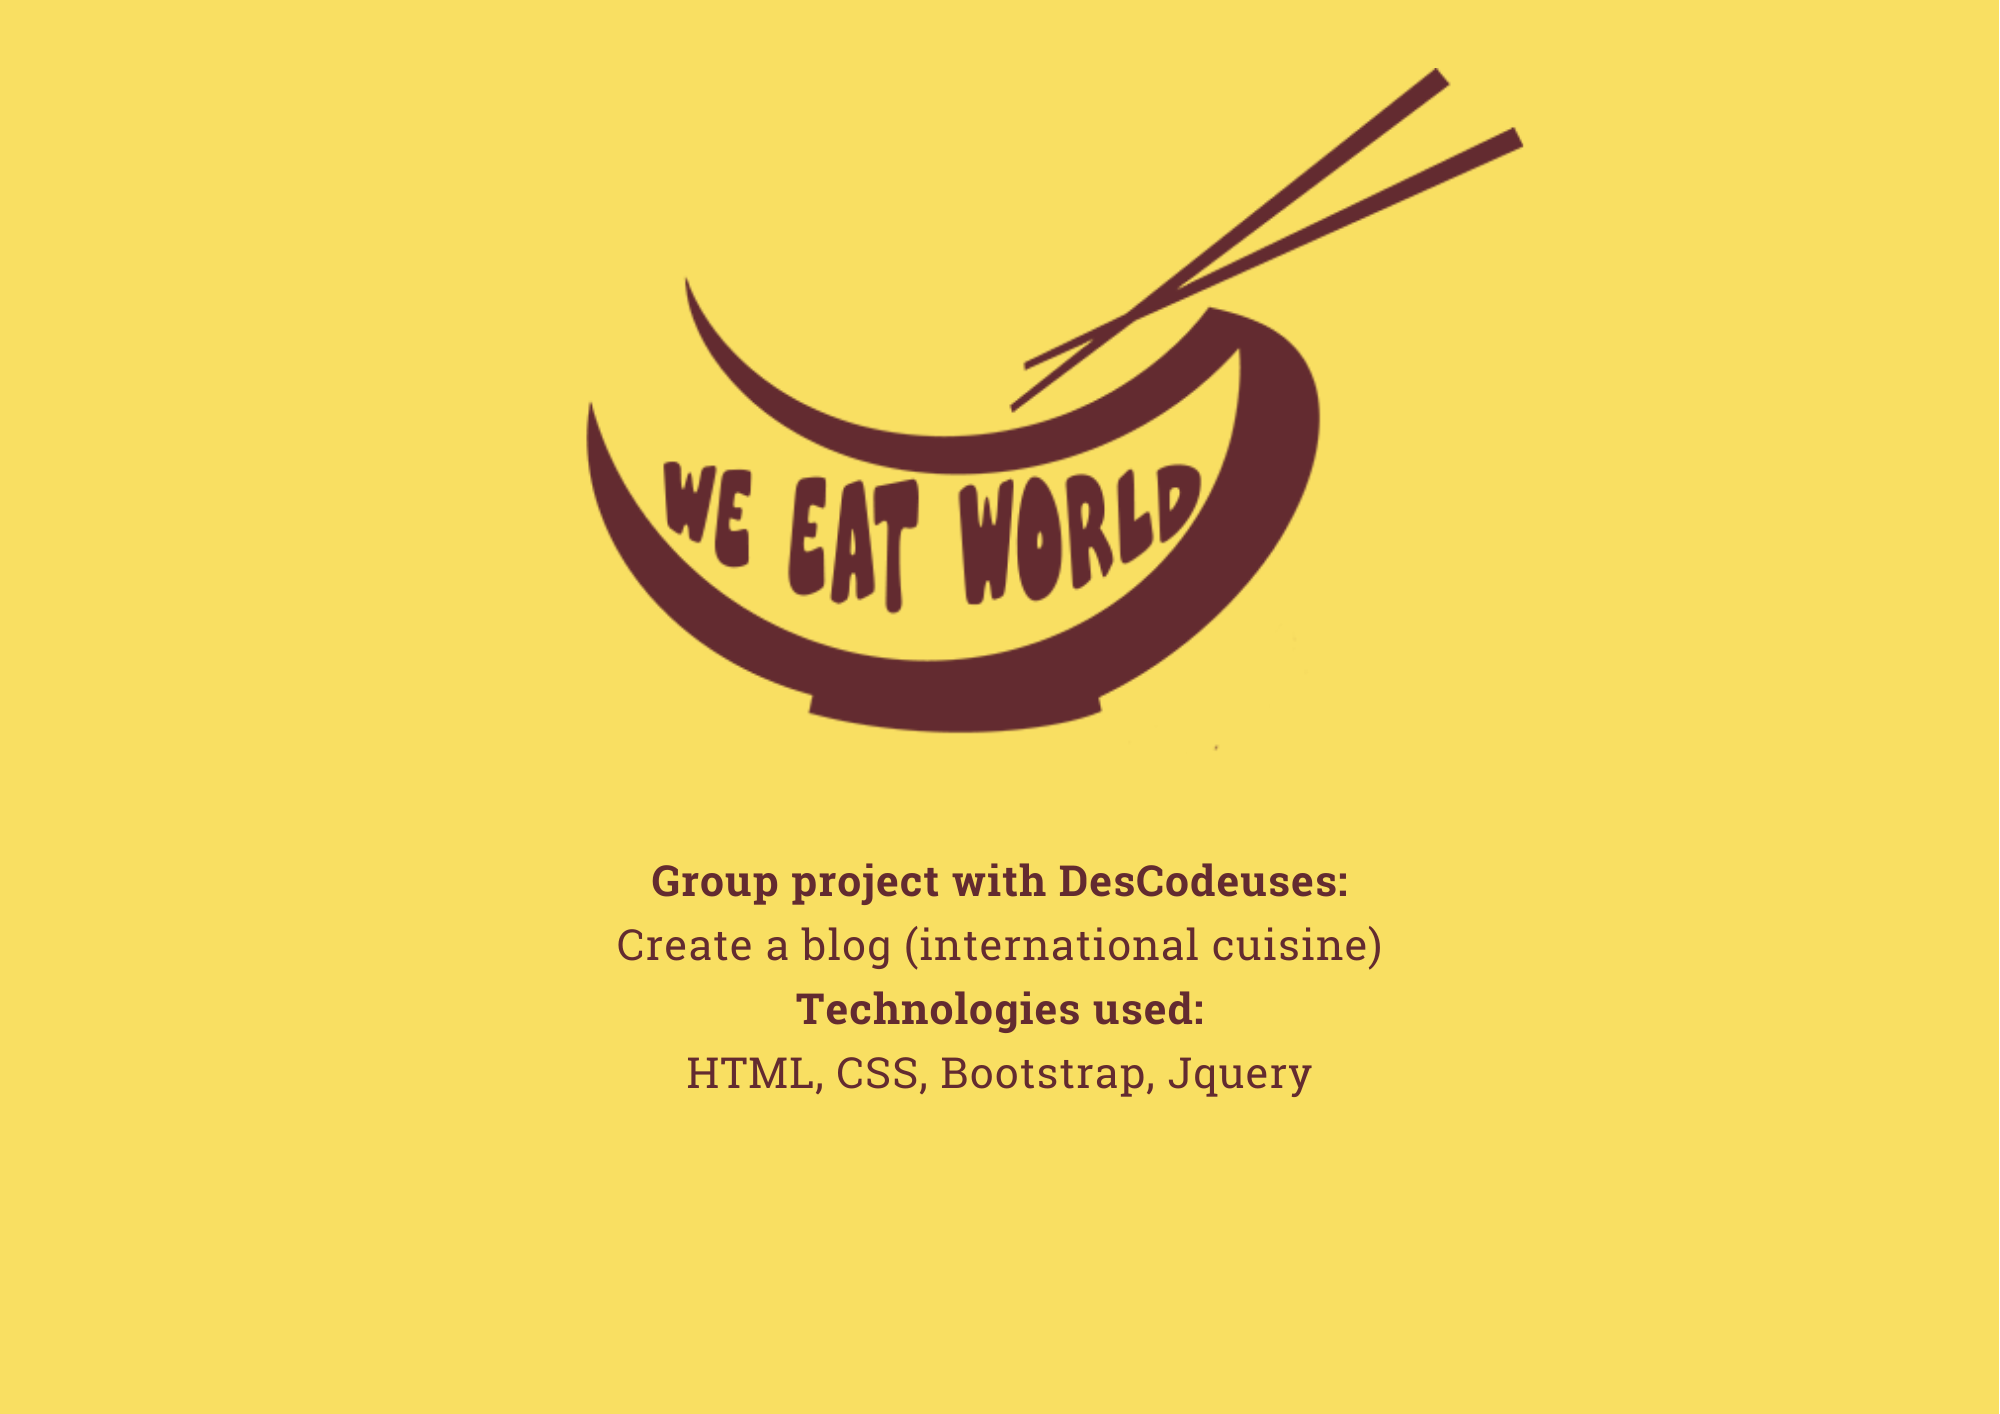 WE EAT WORLD
Group project with DesCodeuses:
Create a blog (international cuisine)
Technologies used:
HTML, CSS, Bootstrap, Jquery